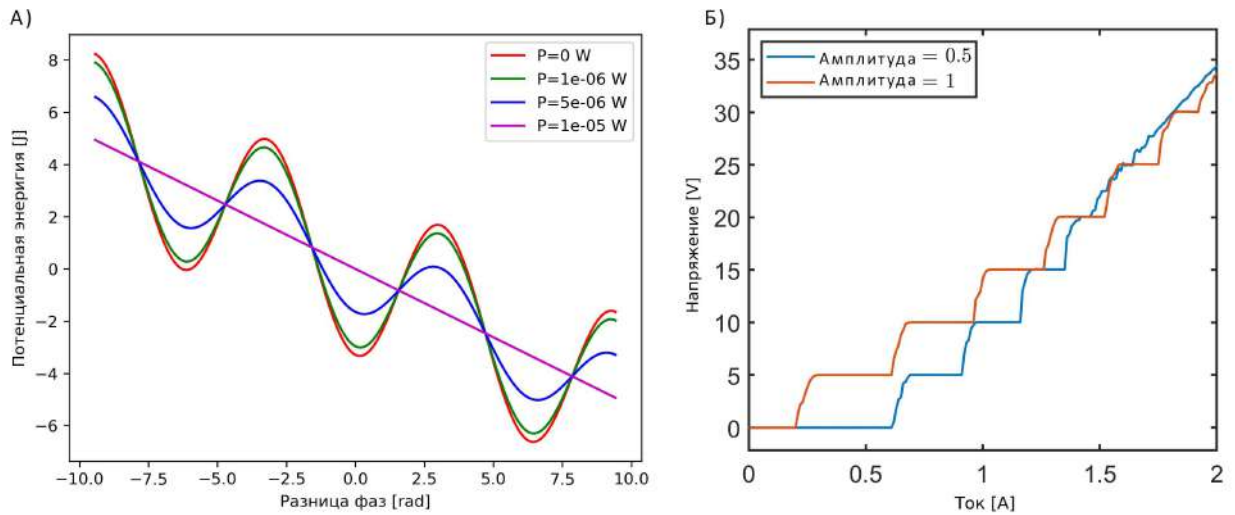 А)
Потенциальная энеригия [J]
8
6
4
2
0
−2
−4
−6
−10.0 −7.5 −5.0 −2.5 0.0 2.5 5.0 7.5 10.0
Разница фаз [rad]
P=0 W
P=1e-06 W
P=5e-06 W
P=1e-05 W
Б)
Напряжение [V]
35
30
25
20
15
10
5
0
0 0.5 1 1.5 2
Ток [A]
Амплитуда = 0.5
Амплитуда = 1